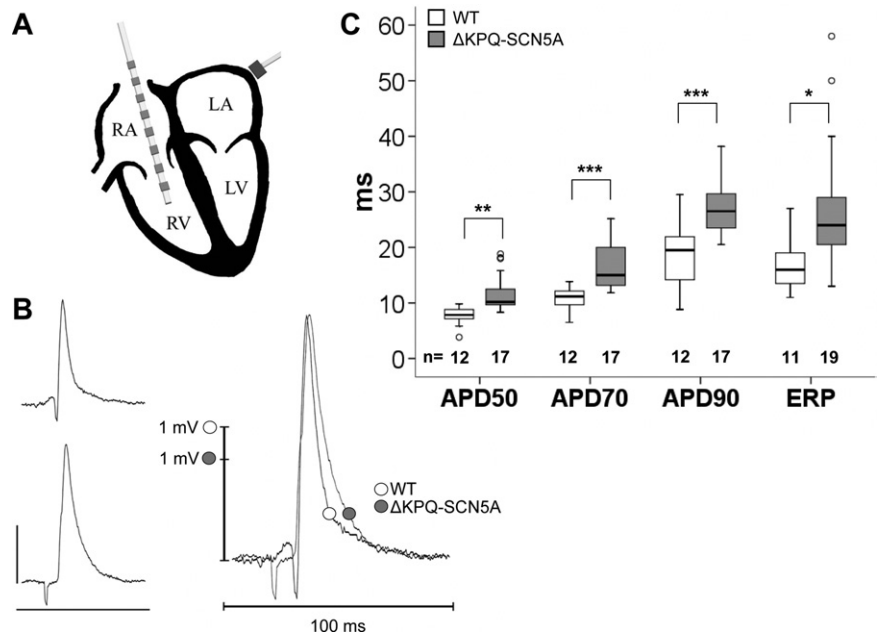 A
RA
LA
LV
RV
B
1 mV
1 mV
WT
ΔKPQ-SCN5A
100 ms
C
WT
ΔKPQ-SCN5A
ms
60
50
40
30
20
10
0
**
***
***
*
n= 12 17 12 17 12 17 11 19
APD50 APD70 APD90 ERP